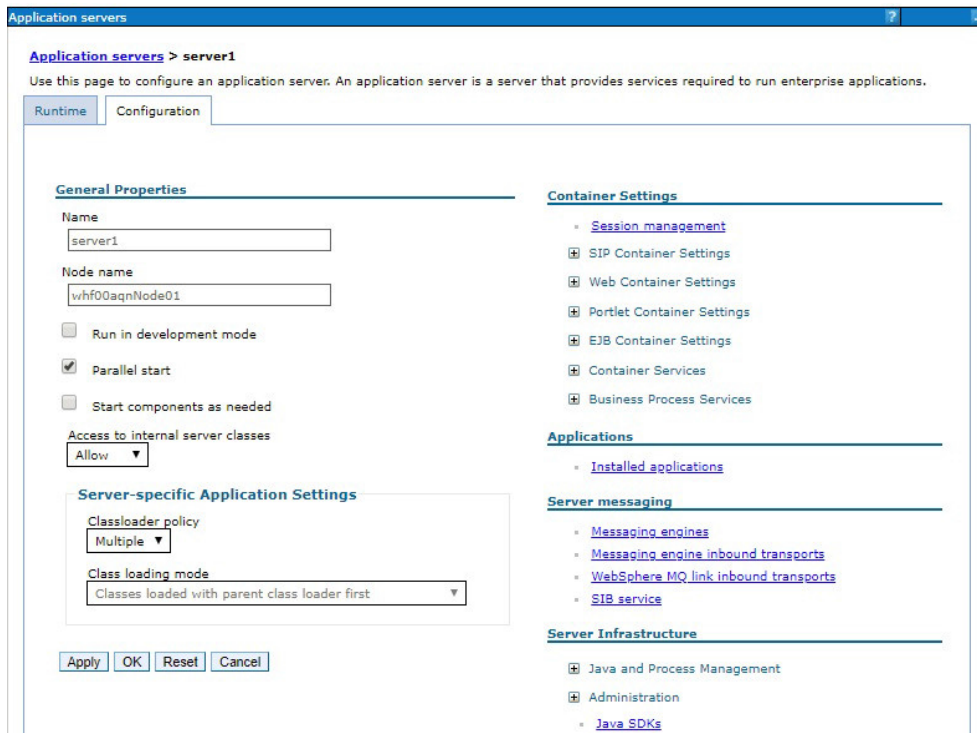 Application servers
?
Application servers > server1
Use this page to configure an application server. An application server is a server that provides services required to run enterprise applications.
Runtime
Configuration
General Properties
Name
server1
Node name
whf00aqnNode01
Run in development mode
Parallel start
Start components as needed
Access to internal server classes
Allow
Server-specific Application Settings
Classloader policy
Multiple
Class loading mode
Classes loaded with parent class loader first
Apply
OK
Reset
Cancel
Container Settings
Session management
SIP Container Settings
Web Container Settings
Portlet Container Settings
EJB Container Settings
Container Services
Business Process Services
Applications
Installed applications
Server messaging
Messaging engines
Messaging engine inbound transports
WebSphere MQ link inbound transports
SIB service
Server Infrastructure
Java and Process Management
Administration
Java SDKs